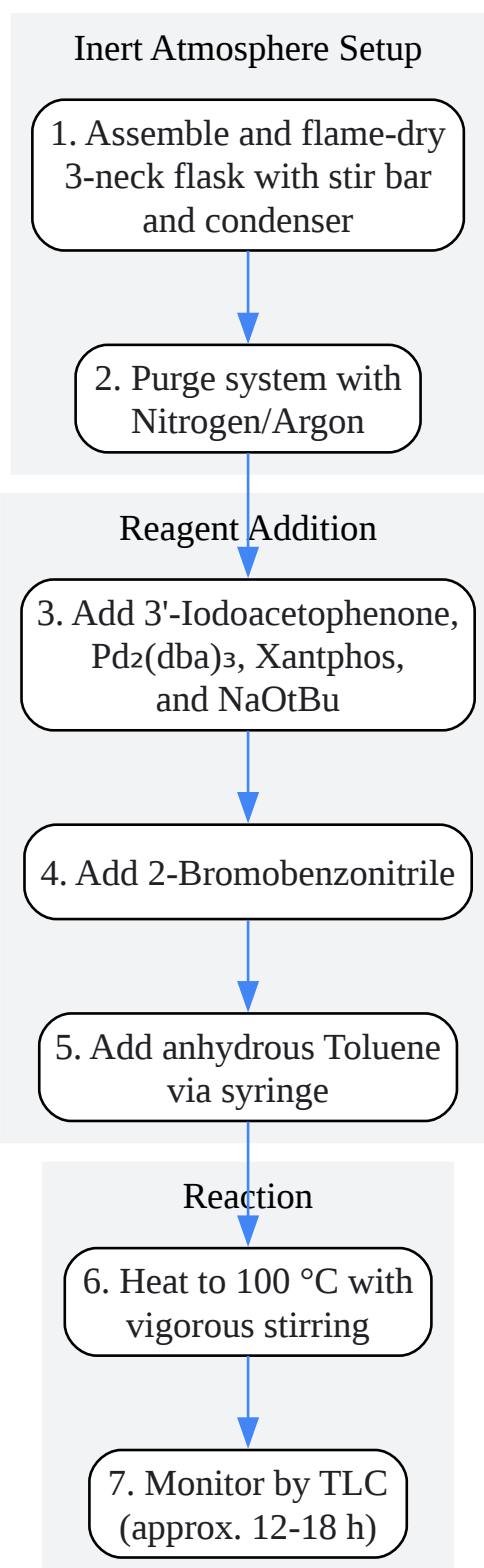 Inert Atmosphere Setup
1. Assemble and flame-dry
3-neck flask with stir bar
and condenser
2. Purge system with
Nitrogen/Argon
Reagent Addition
3. Add 3'-Iodoacetophenone,
Pd₂(dba)₃, Xantphos,
and NaOtBu
4. Add 2-Bromobenzonitrile
5. Add anhydrous Toluene
via syringe
Reaction
6. Heat to 100 °C with
vigorous stirring
7. Monitor by TLC
(approx. 12-18 h)